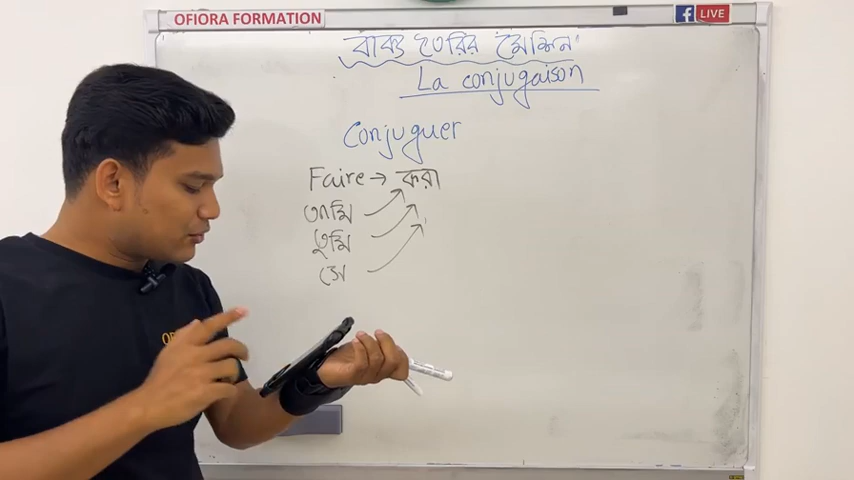 OFIORA FORMATION
f LIVE
বাক্য তৈরির মেশিন
La conjugaison
Conjuguer
Faire → করা
আমি
তুমি
সে